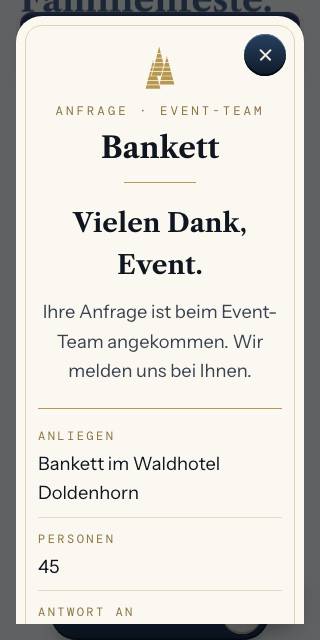 Familienfeste.
ANFRAGE · EVENT-TEAM
Bankett
Vielen Dank,
Event.
Ihre Anfrage ist beim Event-
Team angekommen. Wir
melden uns bei Ihnen.
ANLIEGEN
Bankett im Waldhotel
Doldenhorn
PERSONEN
45
ANTWORT AN